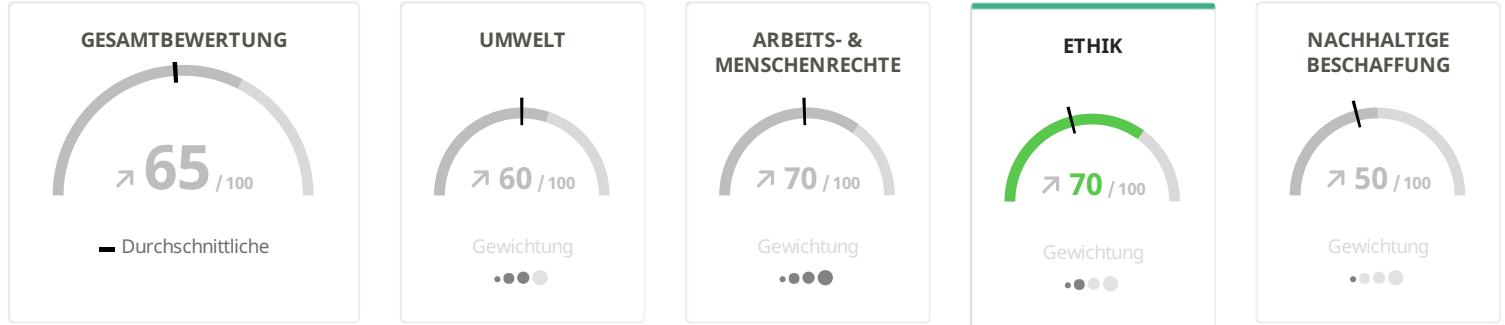 GESAMTBEWERTUNG
65 / 100
Durchschnittliche
UMWELT
60 / 100
Gewichtung
ARBEITS- &
MENSCHENRECHTE
70 / 100
Gewichtung
ETHIK
70 / 100
Gewichtung
NACHHALTIGE
BESCHAFFUNG
50 / 100
Gewichtung